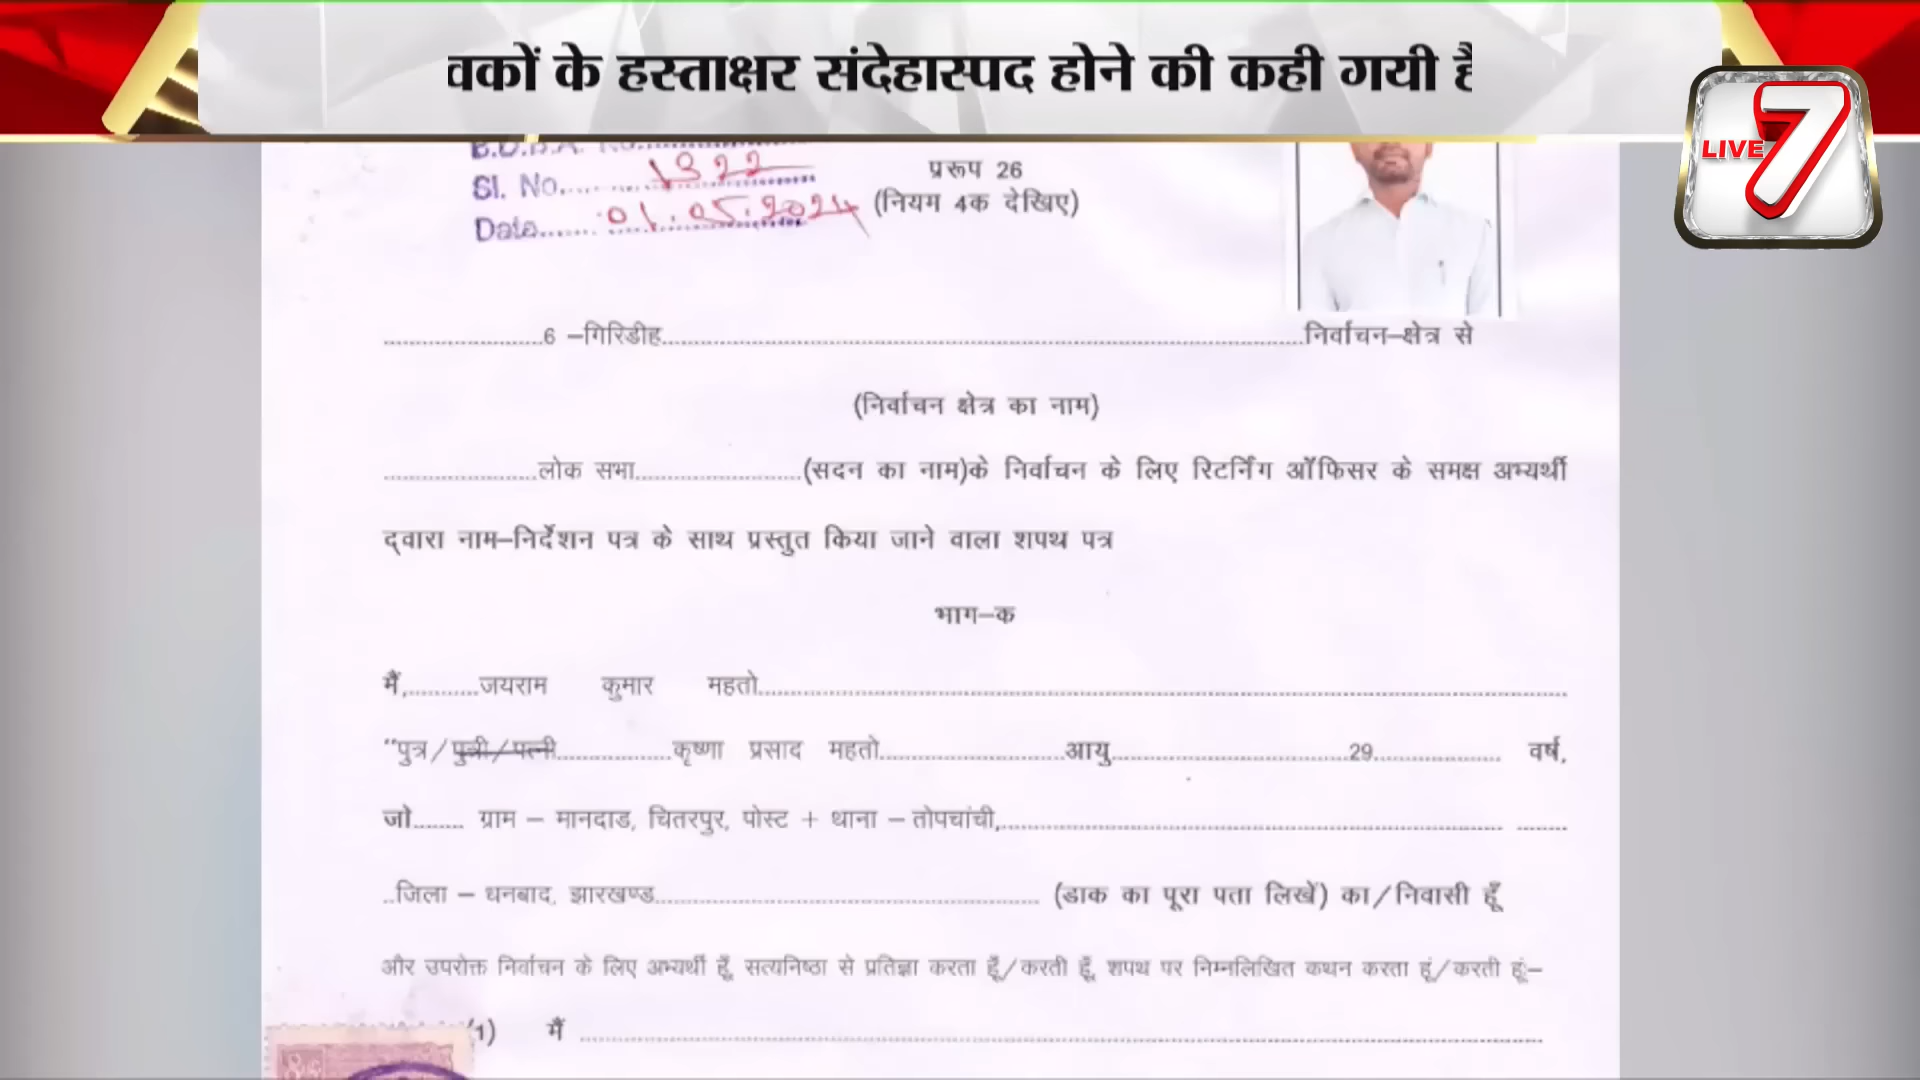 वकों के हस्ताक्षर संदेहास्पद होने की कही गयी है
LIVE 7
Sl. No. 1322
Date 01.05.2024
प्ररूप 26
(नियम 4क देखिए)
6 –गिरिडीह निर्वाचन–क्षेत्र से
(निर्वाचन क्षेत्र का नाम)
लोक सभा (सदन का नाम)के निर्वाचन के लिए रिटर्निंग ऑफिसर के समक्ष अभ्यर्थी
द्वारा नाम–निर्देशन पत्र के साथ प्रस्तुत किया जाने वाला शपथ पत्र
भाग–क
मैं, जयराम कुमार महतो
“पुत्र/पुत्री/पत्नी कृष्णा प्रसाद महतो आयु 29 वर्ष,
जो ग्राम – मानदाड, चितरपुर, पोस्ट + थाना – तोपचांची,
जिला – धनबाद, झारखण्ड (डाक का पूरा पता लिखें) का/निवासी हूँ
और उपरोक्त निर्वाचन के लिए अभ्यर्थी हूँ, सत्यनिष्ठा से प्रतिज्ञा करता हूँ/करती हूँ, शपथ पर निम्नलिखित कथन करता हूं/करती हूं:–
(1) मैं